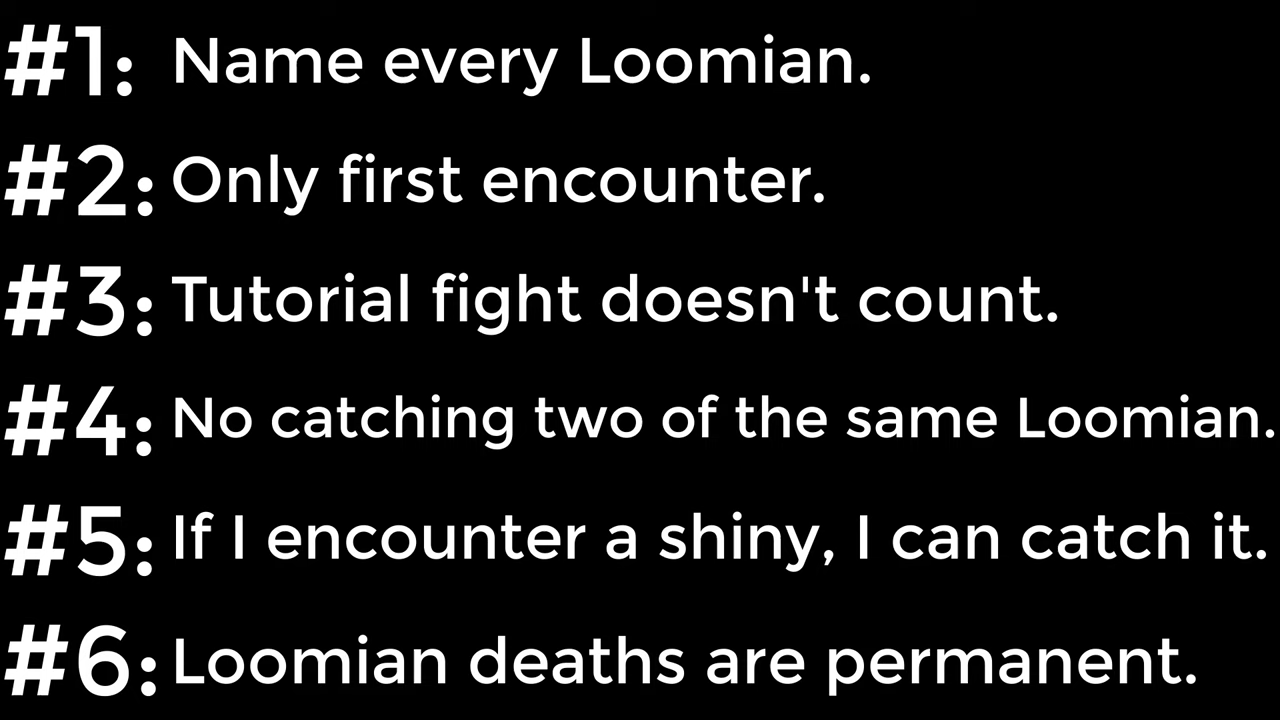 #1: Name every Loomian.
#2: Only first encounter.
#3: Tutorial fight doesn't count.
#4: No catching two of the same Loomian.
#5: If I encounter a shiny, I can catch it.
#6: Loomian deaths are permanent.